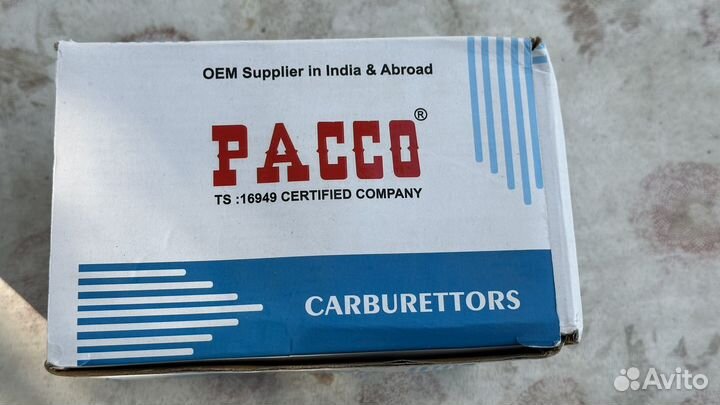 OEM Supplier in India & Abroad
PACCO®
TS :16949 CERTIFIED COMPANY
CARBURETTORS
Avito